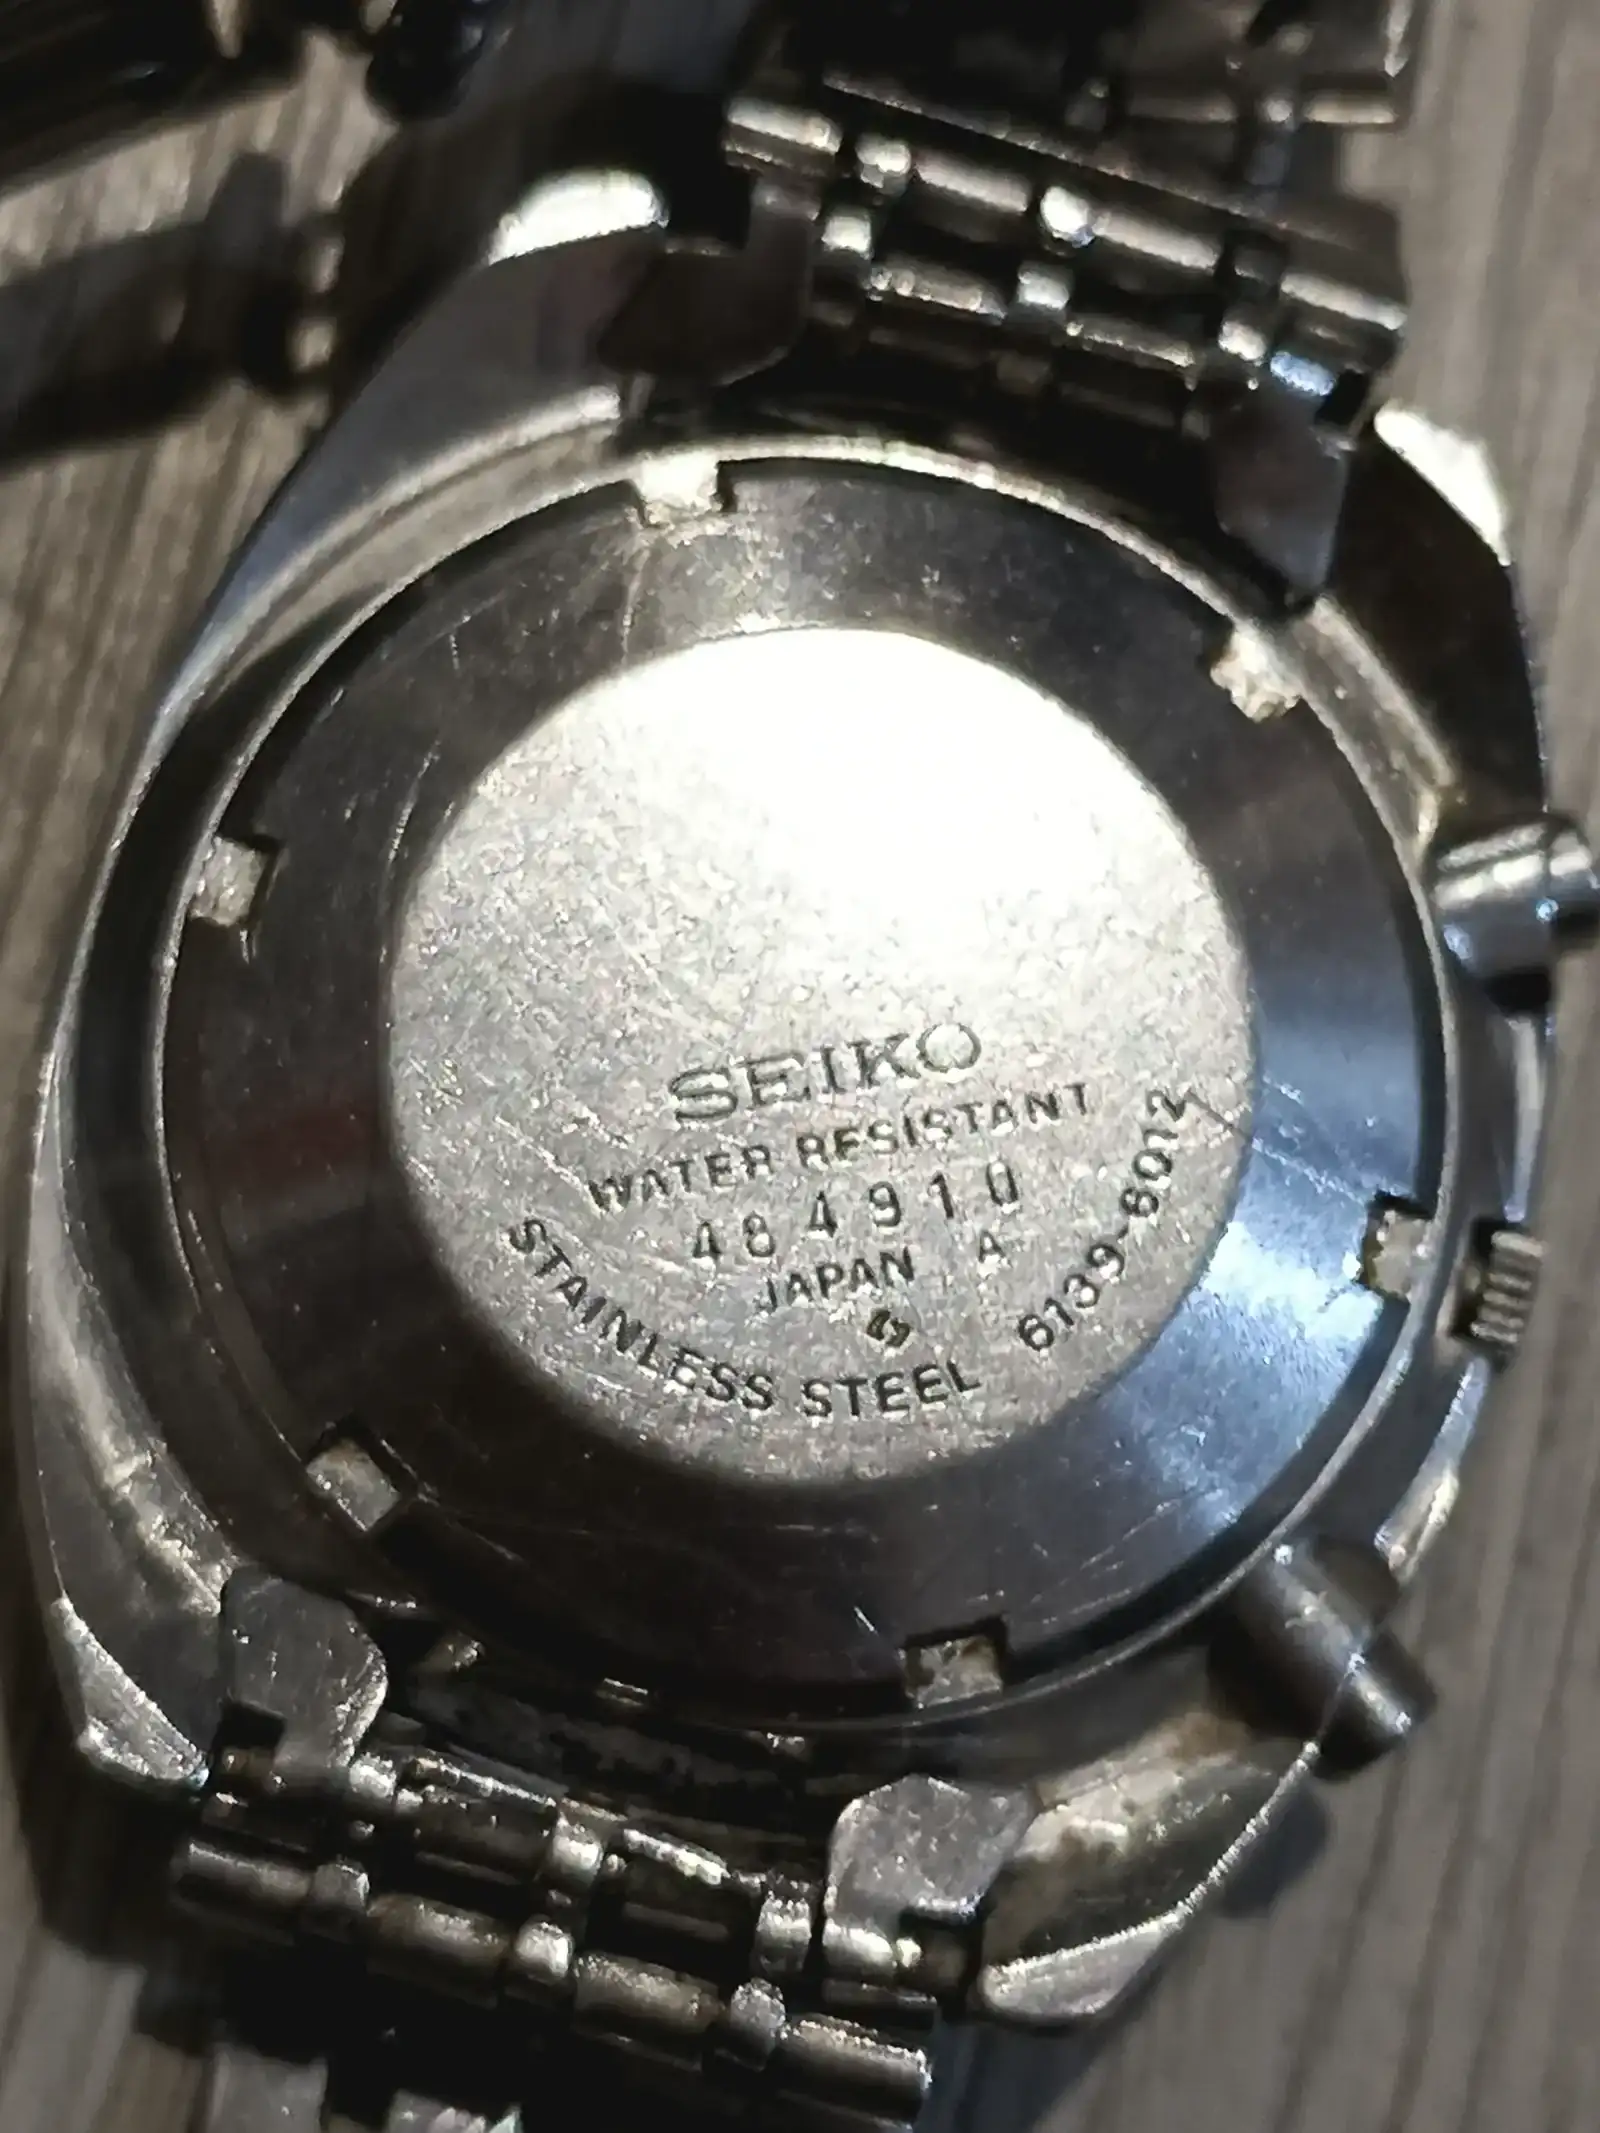 SEIKO
WATER RESISTANT
484910
JAPAN A
STAINLESS STEEL 6139-6012